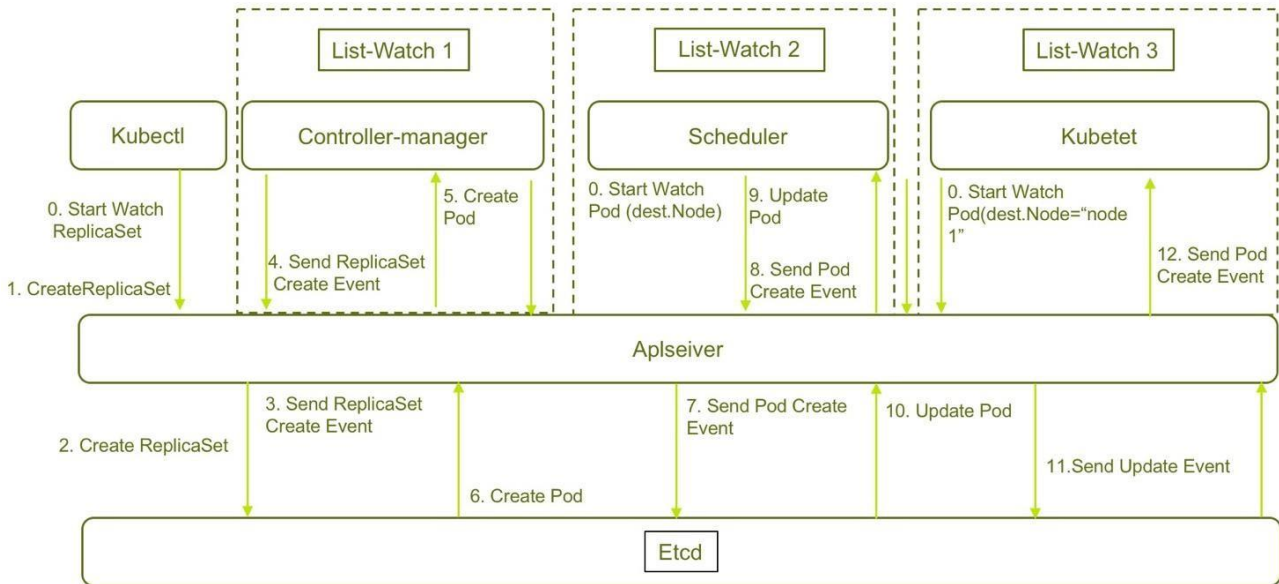 List-Watch 1
List-Watch 2
List-Watch 3
Kubectl
Controller-manager
Scheduler
Kubetet
0. Start Watch
ReplicaSet
5. Create
Pod
0. Start Watch
Pod (dest.Node)
9. Update
Pod
0. Start Watch
Pod(dest.Node=“node
1”
4. Send ReplicaSet
Create Event
8. Send Pod
Create Event
12. Send Pod
Create Event
1. CreateReplicaSet
Aplseiver
3. Send ReplicaSet
Create Event
7. Send Pod Create
Event
10. Update Pod
2. Create ReplicaSet
11.Send Update Event
6. Create Pod
Etcd